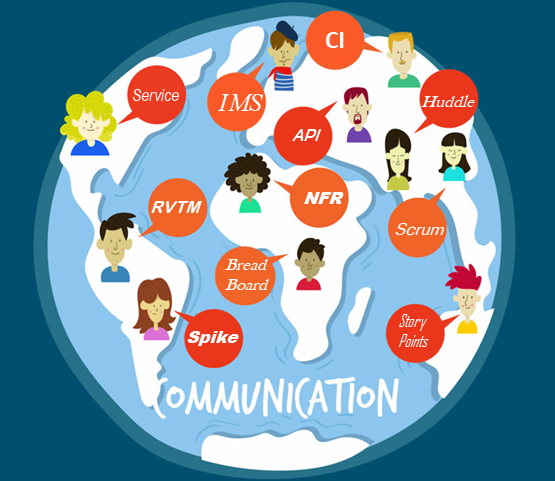 CI
Service
IMS
Huddle
API
RVTM
NFR
Scrum
Bread
Board
Story
Points
Spike
COMMUNICATION